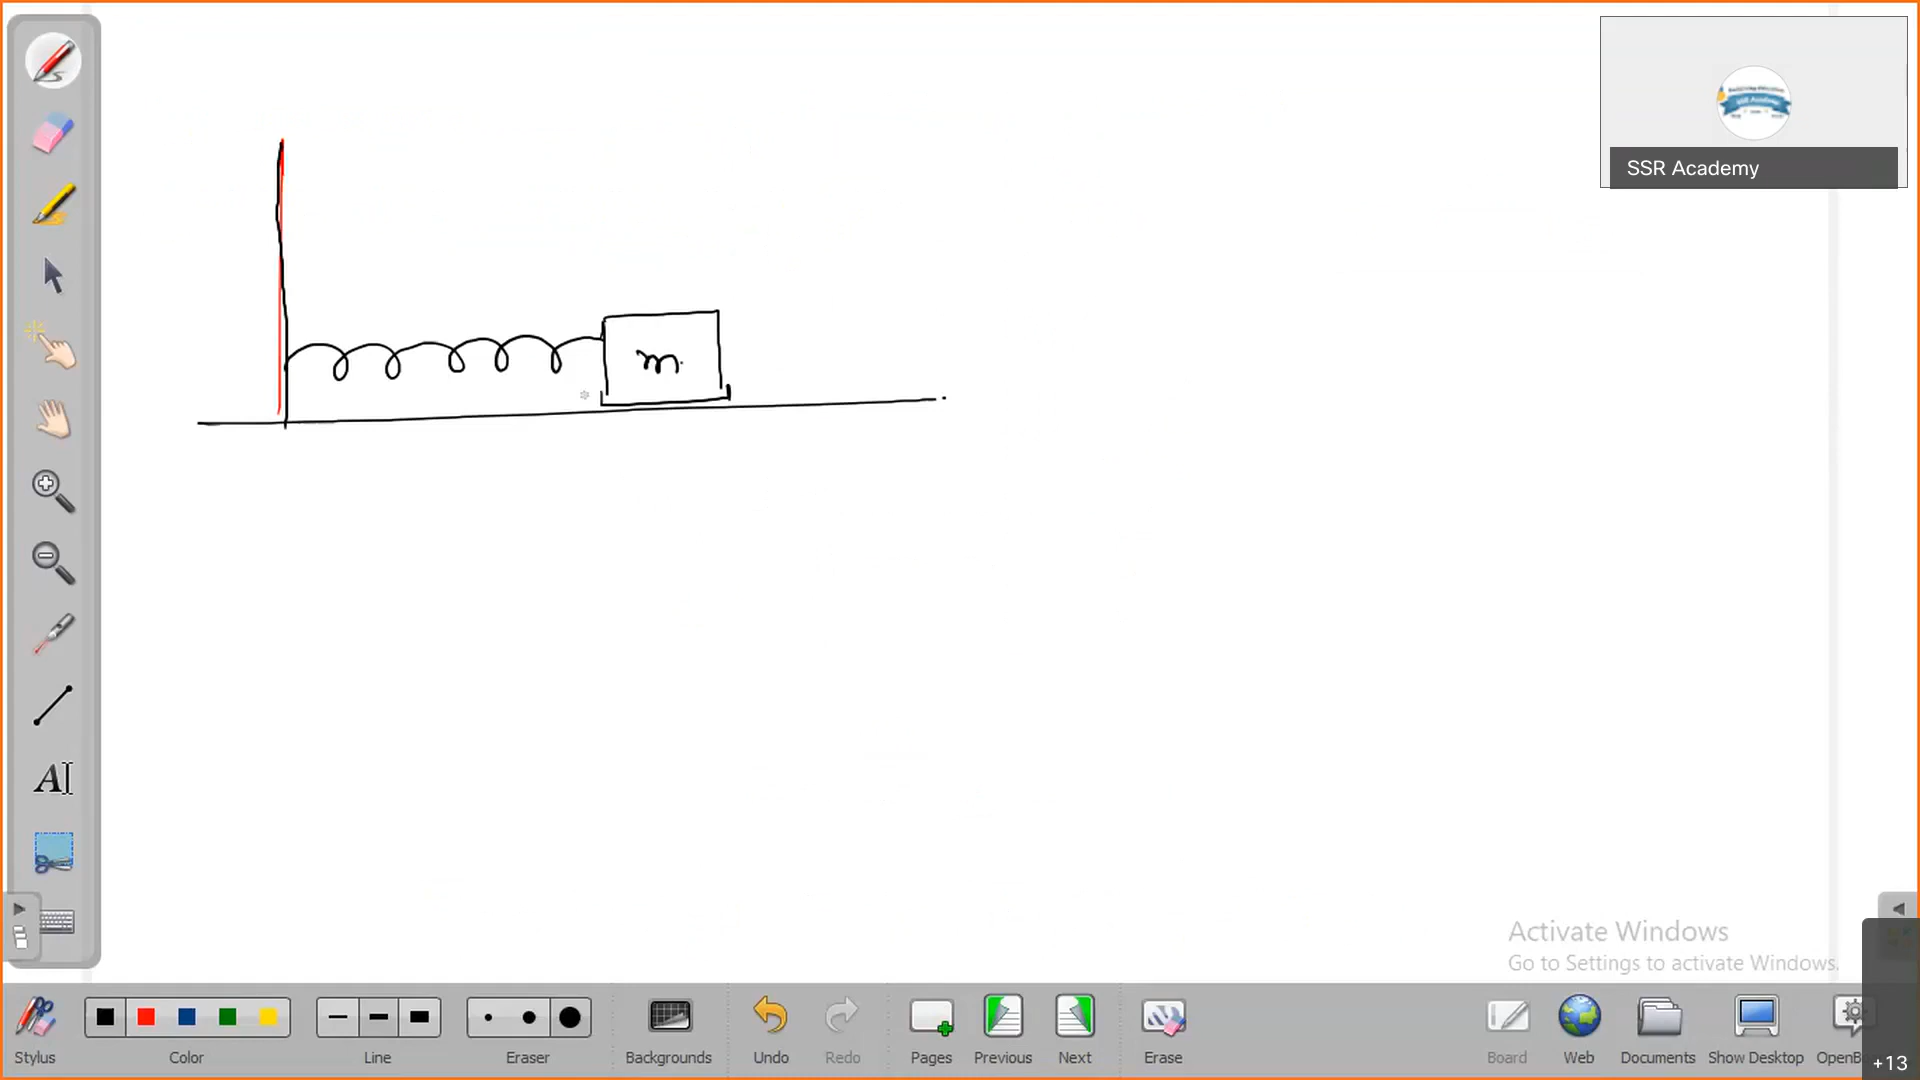 SSR Academy
m
A
Activate Windows
Go to Settings to activate Windows.
Stylus
Color
Line
Eraser
Backgrounds
Undo
Redo
Pages
Previous
Next
Erase
Board
Web
Documents
Show Desktop
+13